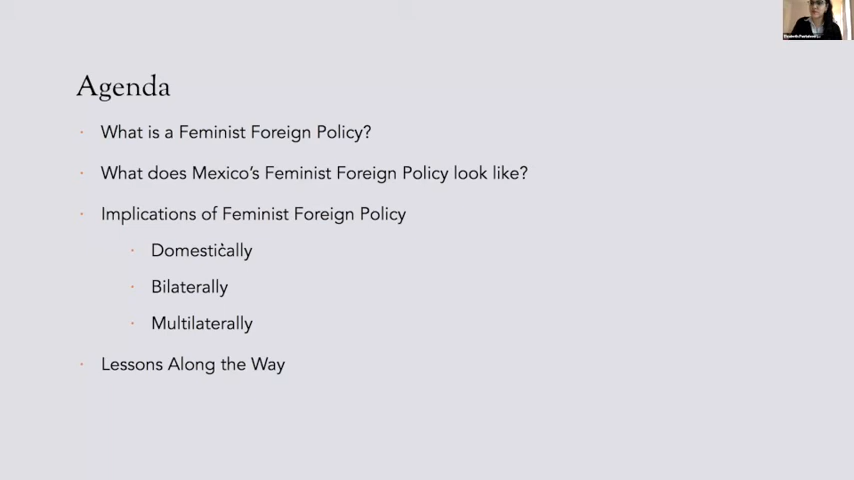 Agenda
What is a Feminist Foreign Policy?
What does Mexico's Feminist Foreign Policy look like?
Implications of Feminist Foreign Policy
Domestically
Bilaterally
Multilaterally
Lessons Along the Way